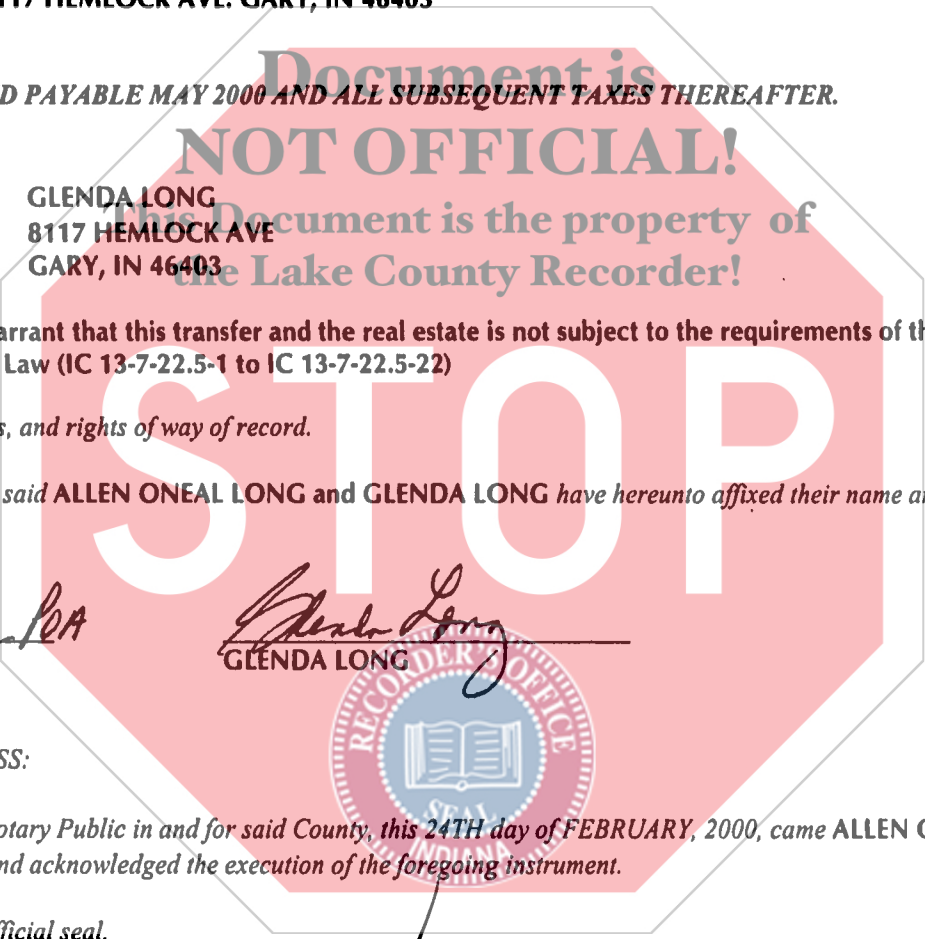 117 HEMLOCK AVE. GARY, IN 46403
Document is
D PAYABLE MAY 2000 AND ALL SUBSEQUENT TAXES THEREAFTER.
NOT OFFICIAL!
GLENDA LONG
This Document is the property of
8117 HEMLOCK AVE
GARY, IN 46403
the Lake County Recorder!
arrant that this transfer and the real estate is not subject to the requirements of th
Law (IC 13-7-22.5-1 to IC 13-7-22.5-22)
STOP
s, and rights of way of record.
said ALLEN ONEAL LONG and GLENDA LONG have hereunto affixed their name an
POA
Glenda Long
GLENDA LONG
RECORDER'S OFFICE
SEAL
INDIANA
SS:
otary Public in and for said County, this 24TH day of FEBRUARY, 2000, came ALLEN O
nd acknowledged the execution of the foregoing instrument.
fficial seal.